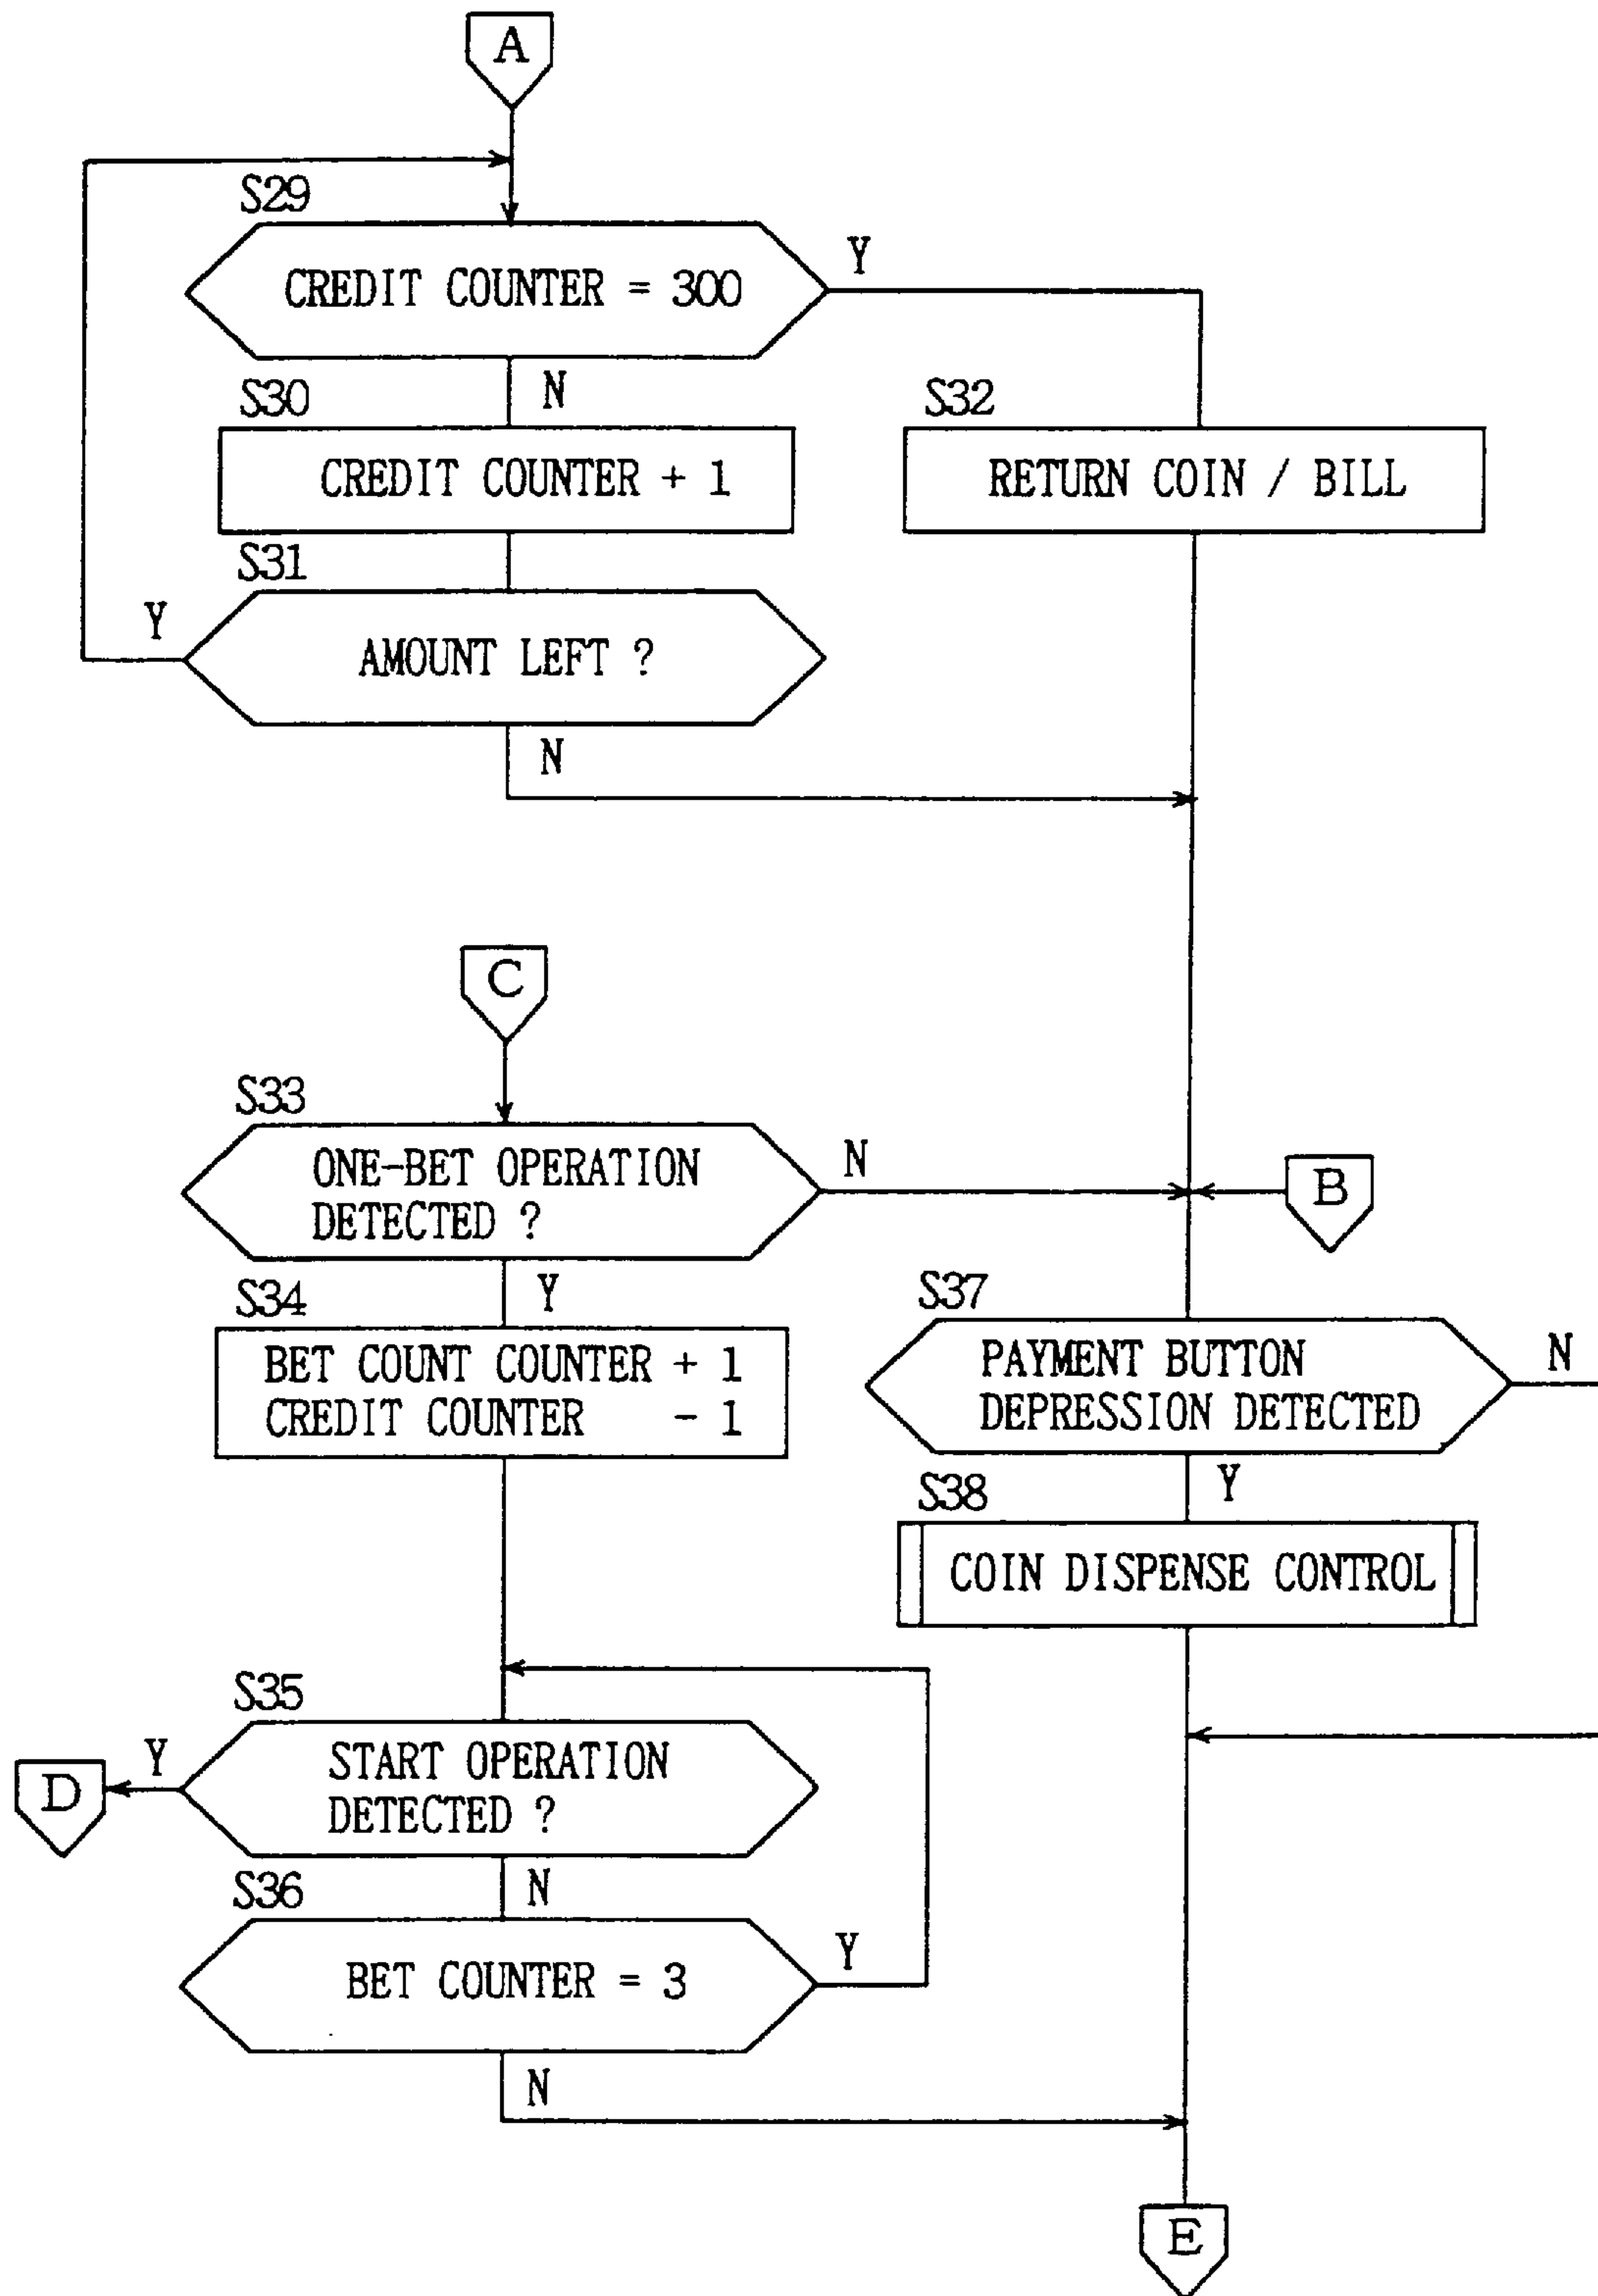 A
S29
CREDIT COUNTER = 300
Y
N
S30
CREDIT COUNTER + 1
S32
RETURN COIN / BILL
S31
Y
AMOUNT LEFT ?
N
C
S33
ONE-BET OPERATION
DETECTED ?
N
B
Y
S34
BET COUNT COUNTER + 1
CREDIT COUNTER - 1
S37
PAYMENT BUTTON
DEPRESSION DETECTED
N
Y
S38
COIN DISPENSE CONTROL
S35
Y
D
START OPERATION
DETECTED ?
N
S36
BET COUNTER = 3
Y
N
E